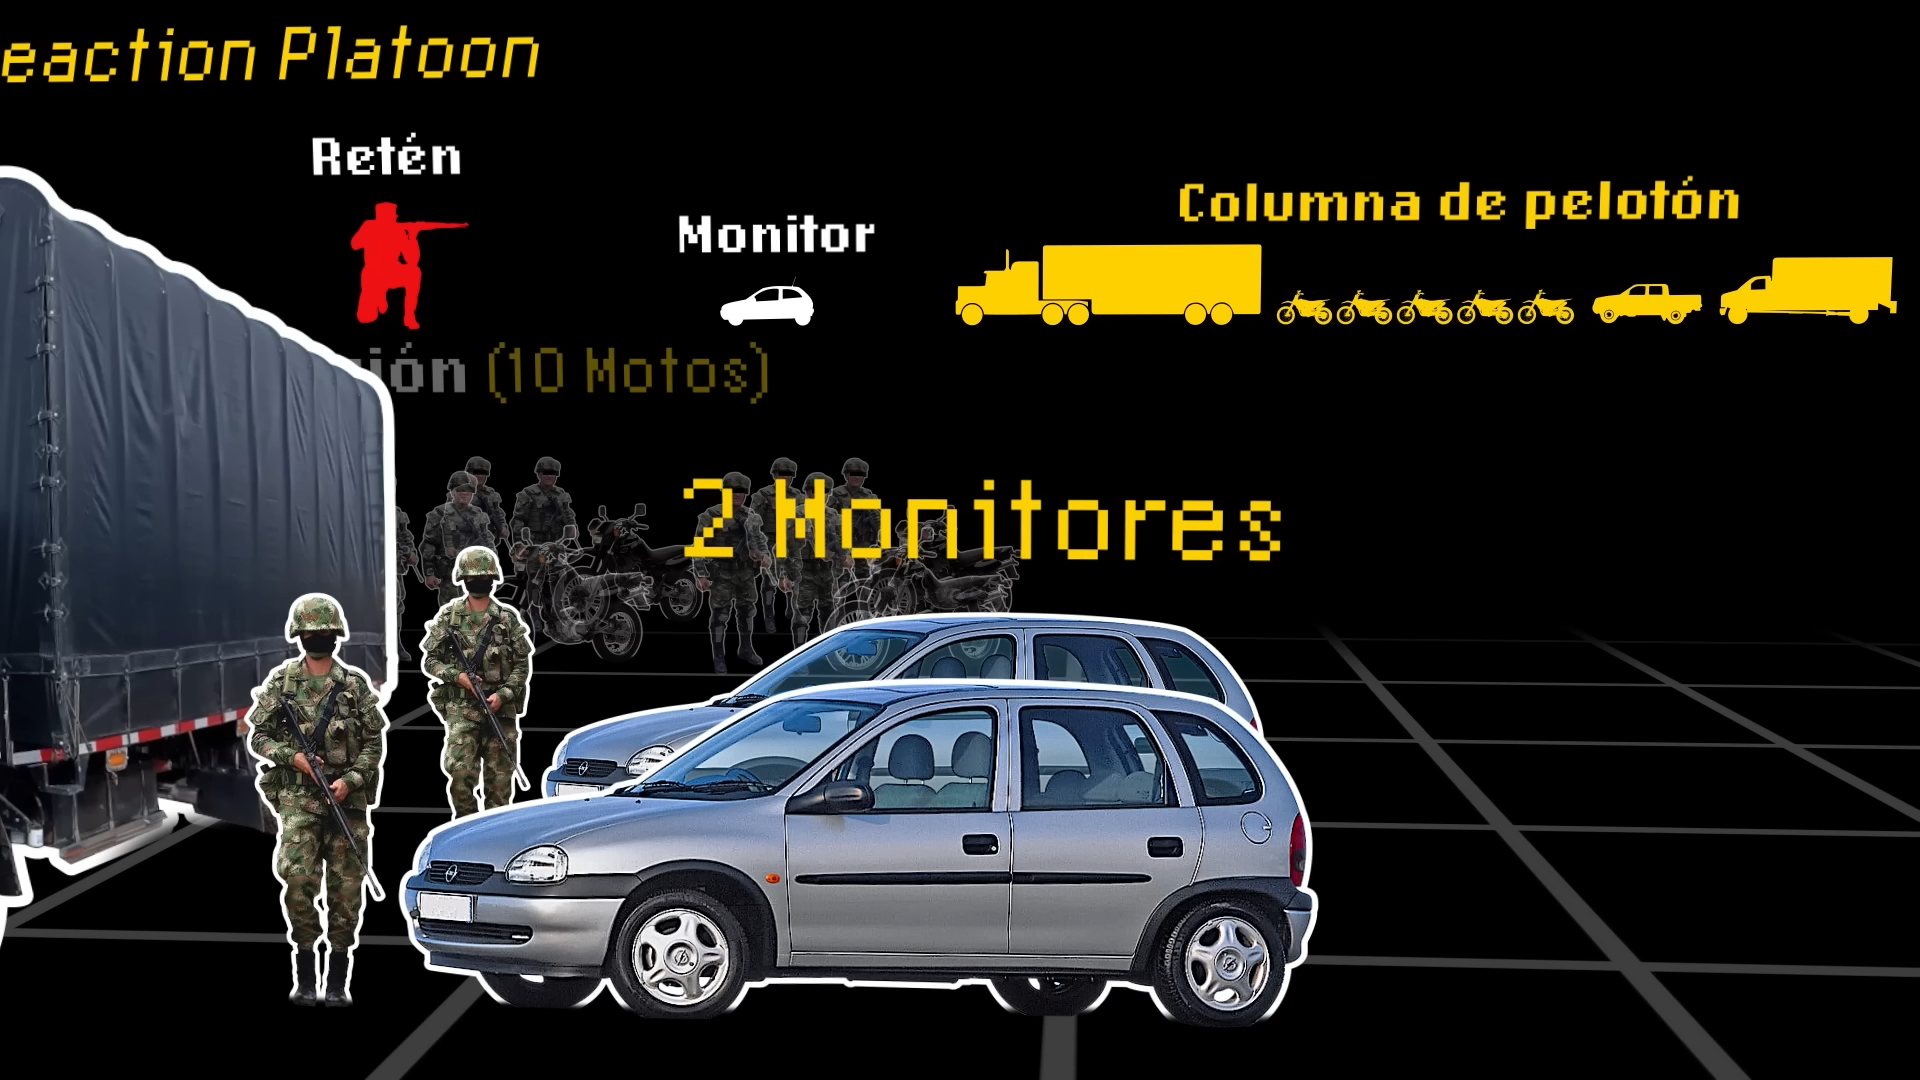 eaction Platoon
Retén
Monitor
Columna de pelotón
ión (10 Motos)
2 Monitores